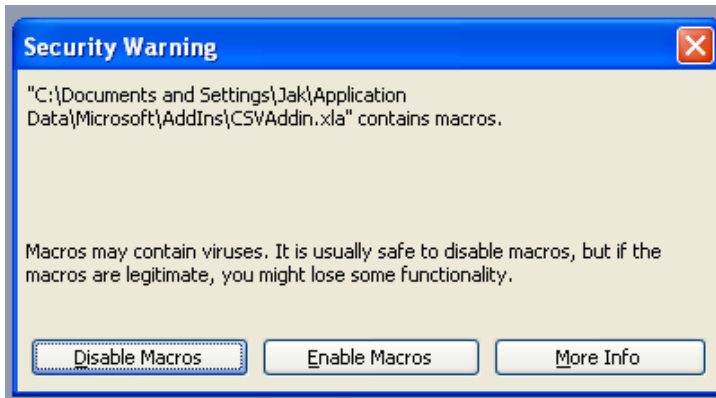 Security Warning
"C:\Documents and Settings\Jak\Application
Data\Microsoft\AddIns\CSVAddin.xla" contains macros.
Macros may contain viruses. It is usually safe to disable macros, but if the
macros are legitimate, you might lose some functionality.
Disable Macros
Enable Macros
More Info